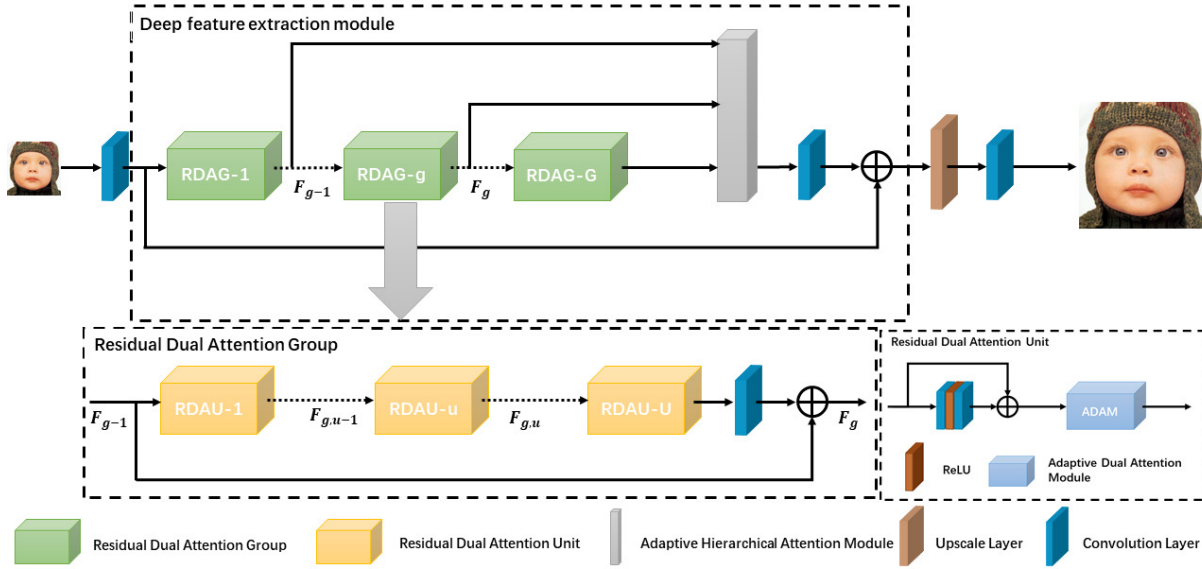 Deep feature extraction module
RDAG-1
RDAG-g
RDAG-G
F_{g-1}
F_g
Residual Dual Attention Group
F_{g-1}
RDAU-1
F_{g,u-1}
RDAU-u
F_{g,u}
RDAU-U
F_g
Residual Dual Attention Unit
ADAM
ReLU
Adaptive Dual Attention
Module
Residual Dual Attention Group
Residual Dual Attention Unit
Adaptive Hierarchical Attention Module
Upscale Layer
Convolution Layer